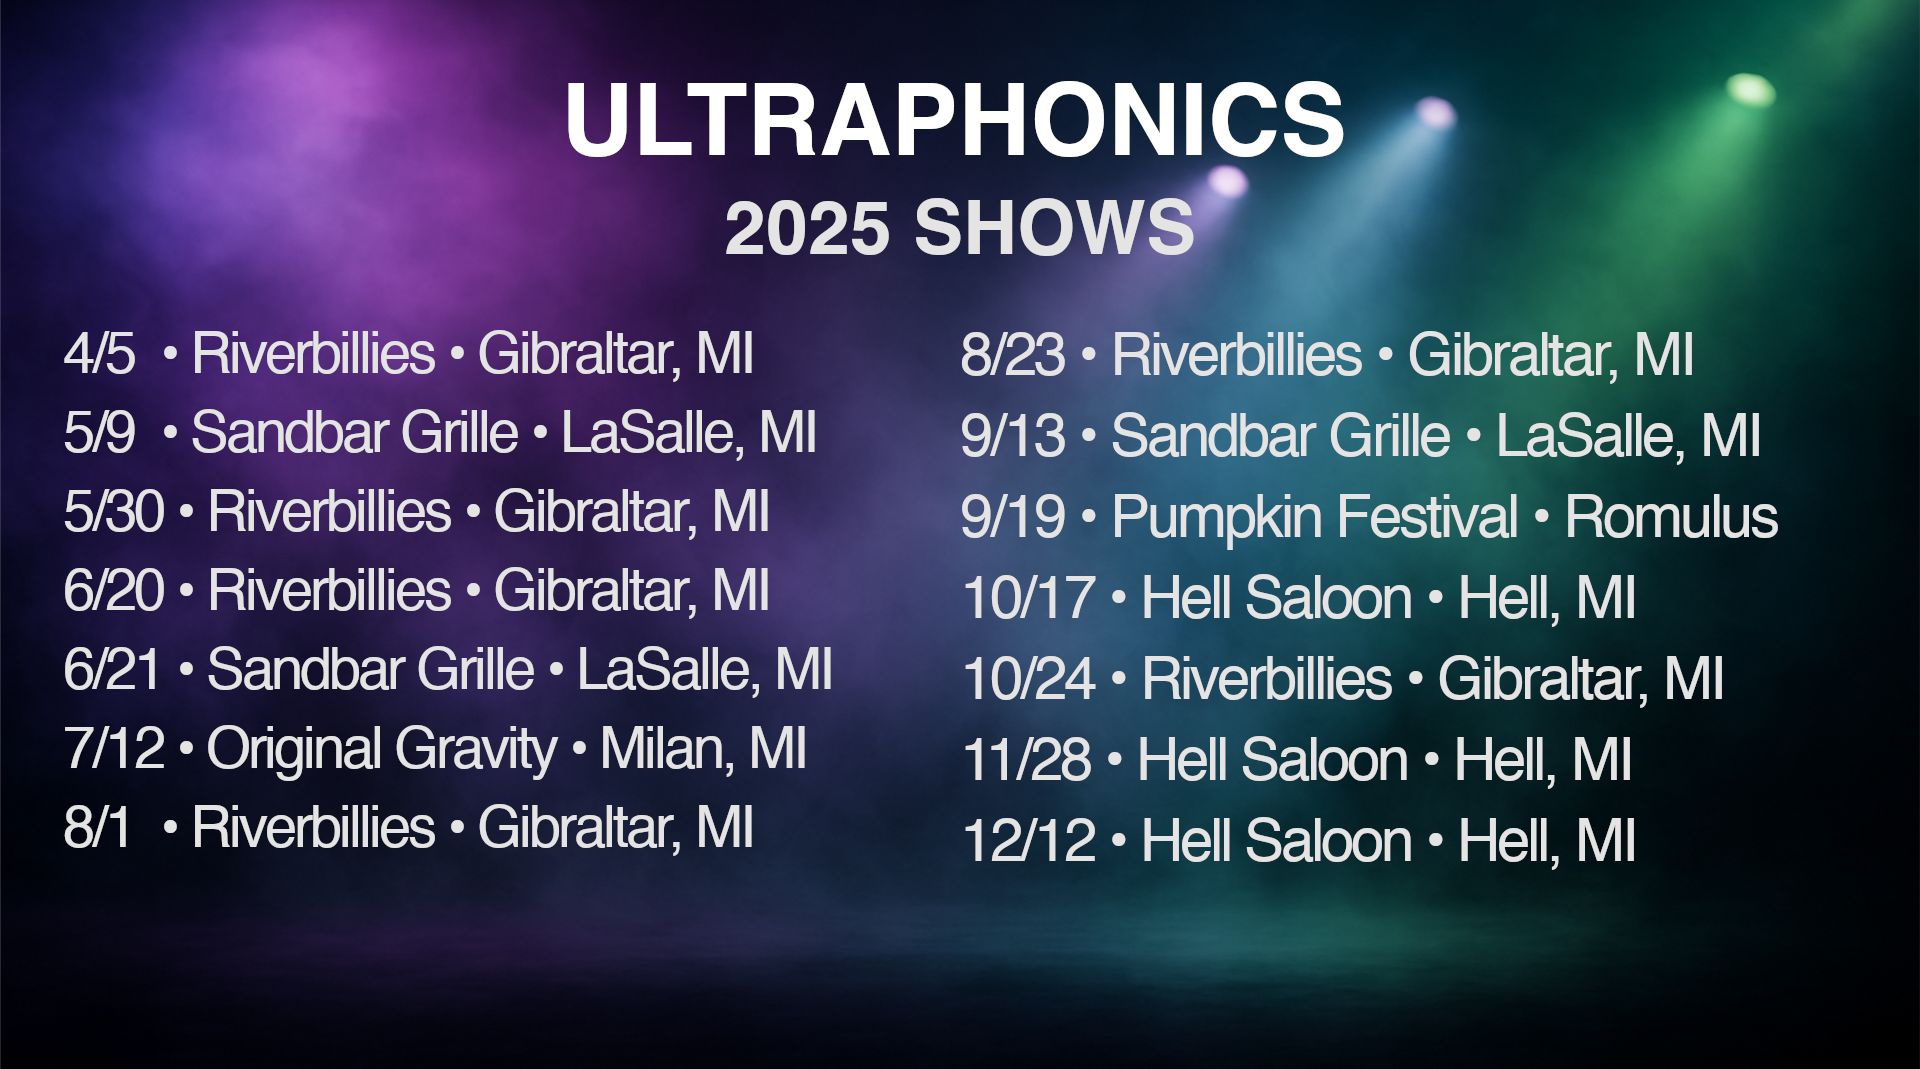 ULTRAPHONICS
2025 SHOWS
4/5 • Riverbillies • Gibraltar, MI
5/9 • Sandbar Grille • LaSalle, MI
5/30 • Riverbillies • Gibraltar, MI
6/20 • Riverbillies • Gibraltar, MI
6/21 • Sandbar Grille • LaSalle, MI
7/12 • Original Gravity • Milan, MI
8/1 • Riverbillies • Gibraltar, MI
8/23 • Riverbillies • Gibraltar, MI
9/13 • Sandbar Grille • LaSalle, MI
9/19 • Pumpkin Festival • Romulus
10/17 • Hell Saloon • Hell, MI
10/24 • Riverbillies • Gibraltar, MI
11/28 • Hell Saloon • Hell, MI
12/12 • Hell Saloon • Hell, MI